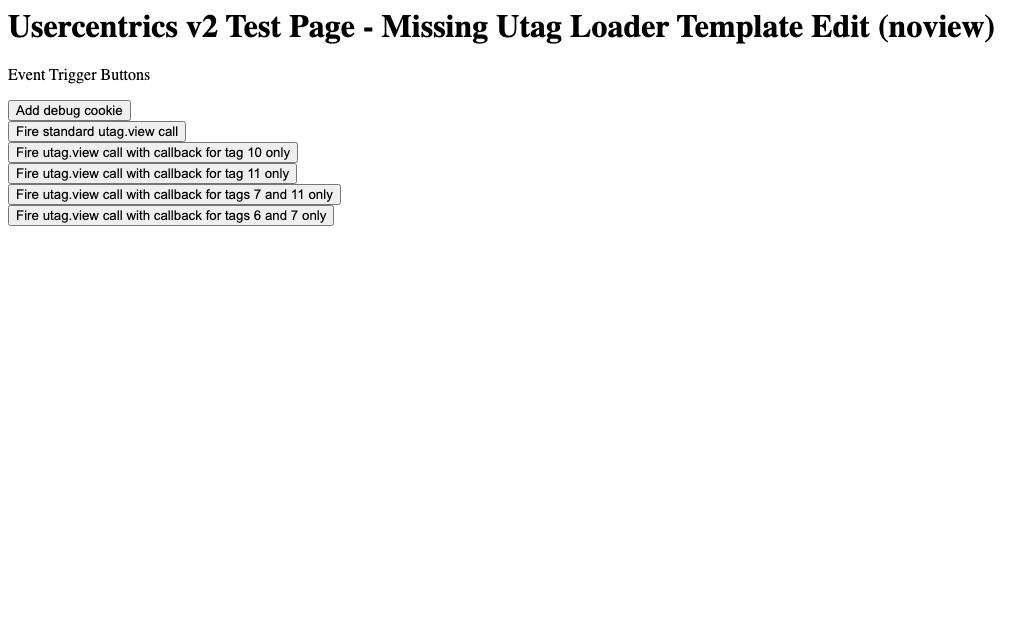 Usercentrics v2 Test Page - Missing Utag Loader Template Edit (noview)
Event Trigger Buttons
Add debug cookie
Fire standard utag.view call
Fire utag.view call with callback for tag 10 only
Fire utag.view call with callback for tag 11 only
Fire utag.view call with callback for tags 7 and 11 only
Fire utag.view call with callback for tags 6 and 7 only